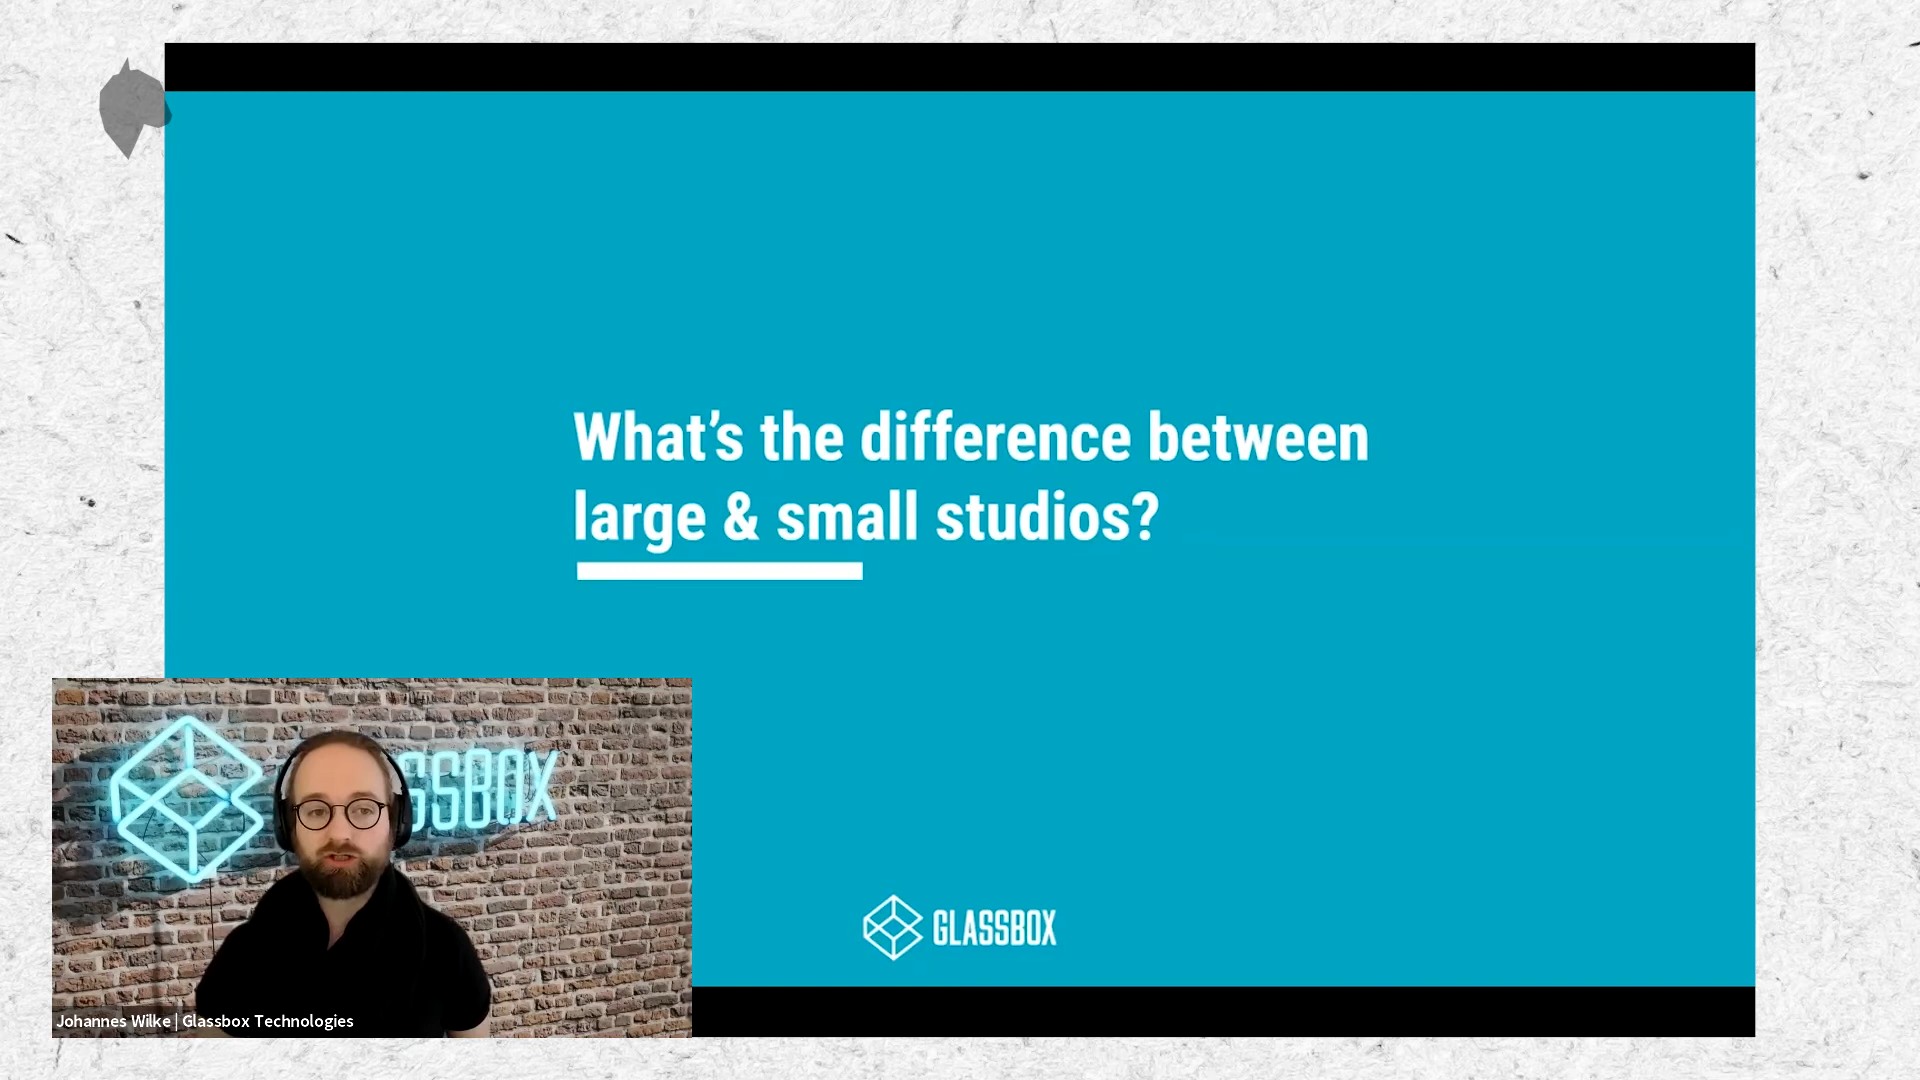 What’s the difference between
large & small studios?
GLASSBOX
SSBOX
Johannes Wilke | Glassbox Technologies